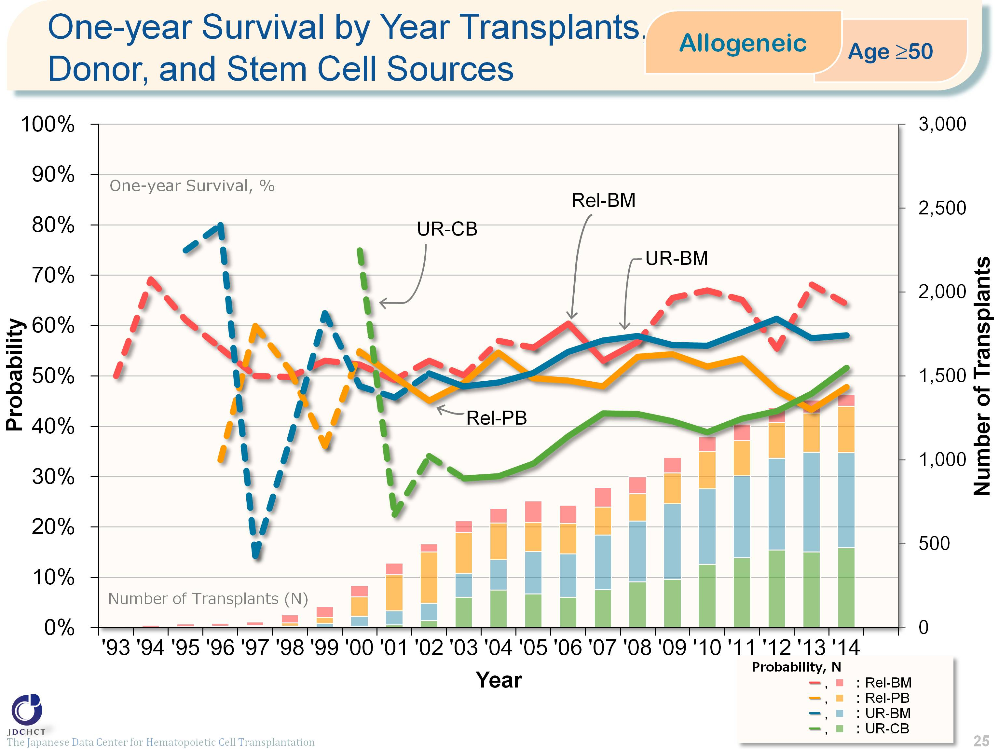 One-year Survival by Year Transplants,
Donor, and Stem Cell Sources
Allogeneic
Age ≥50
100%
90%
80%
70%
60%
50%
40%
30%
20%
10%
0%
Probability
One-year Survival, %
Number of Transplants (N)
UR-CB
Rel-BM
UR-BM
Rel-PB
3,000
2,500
2,000
1,500
1,000
500
0
Number of Transplants
'93 '94 '95 '96 '97 '98 '99 '00 '01 '02 '03 '04 '05 '06 '07 '08 '09 '10 '11 '12 '13 '14
Year
Probability, N
, : Rel-BM
, : Rel-PB
, : UR-BM
, : UR-CB
JDCHCT
The Japanese Data Center for Hematopoietic Cell Transplantation
25